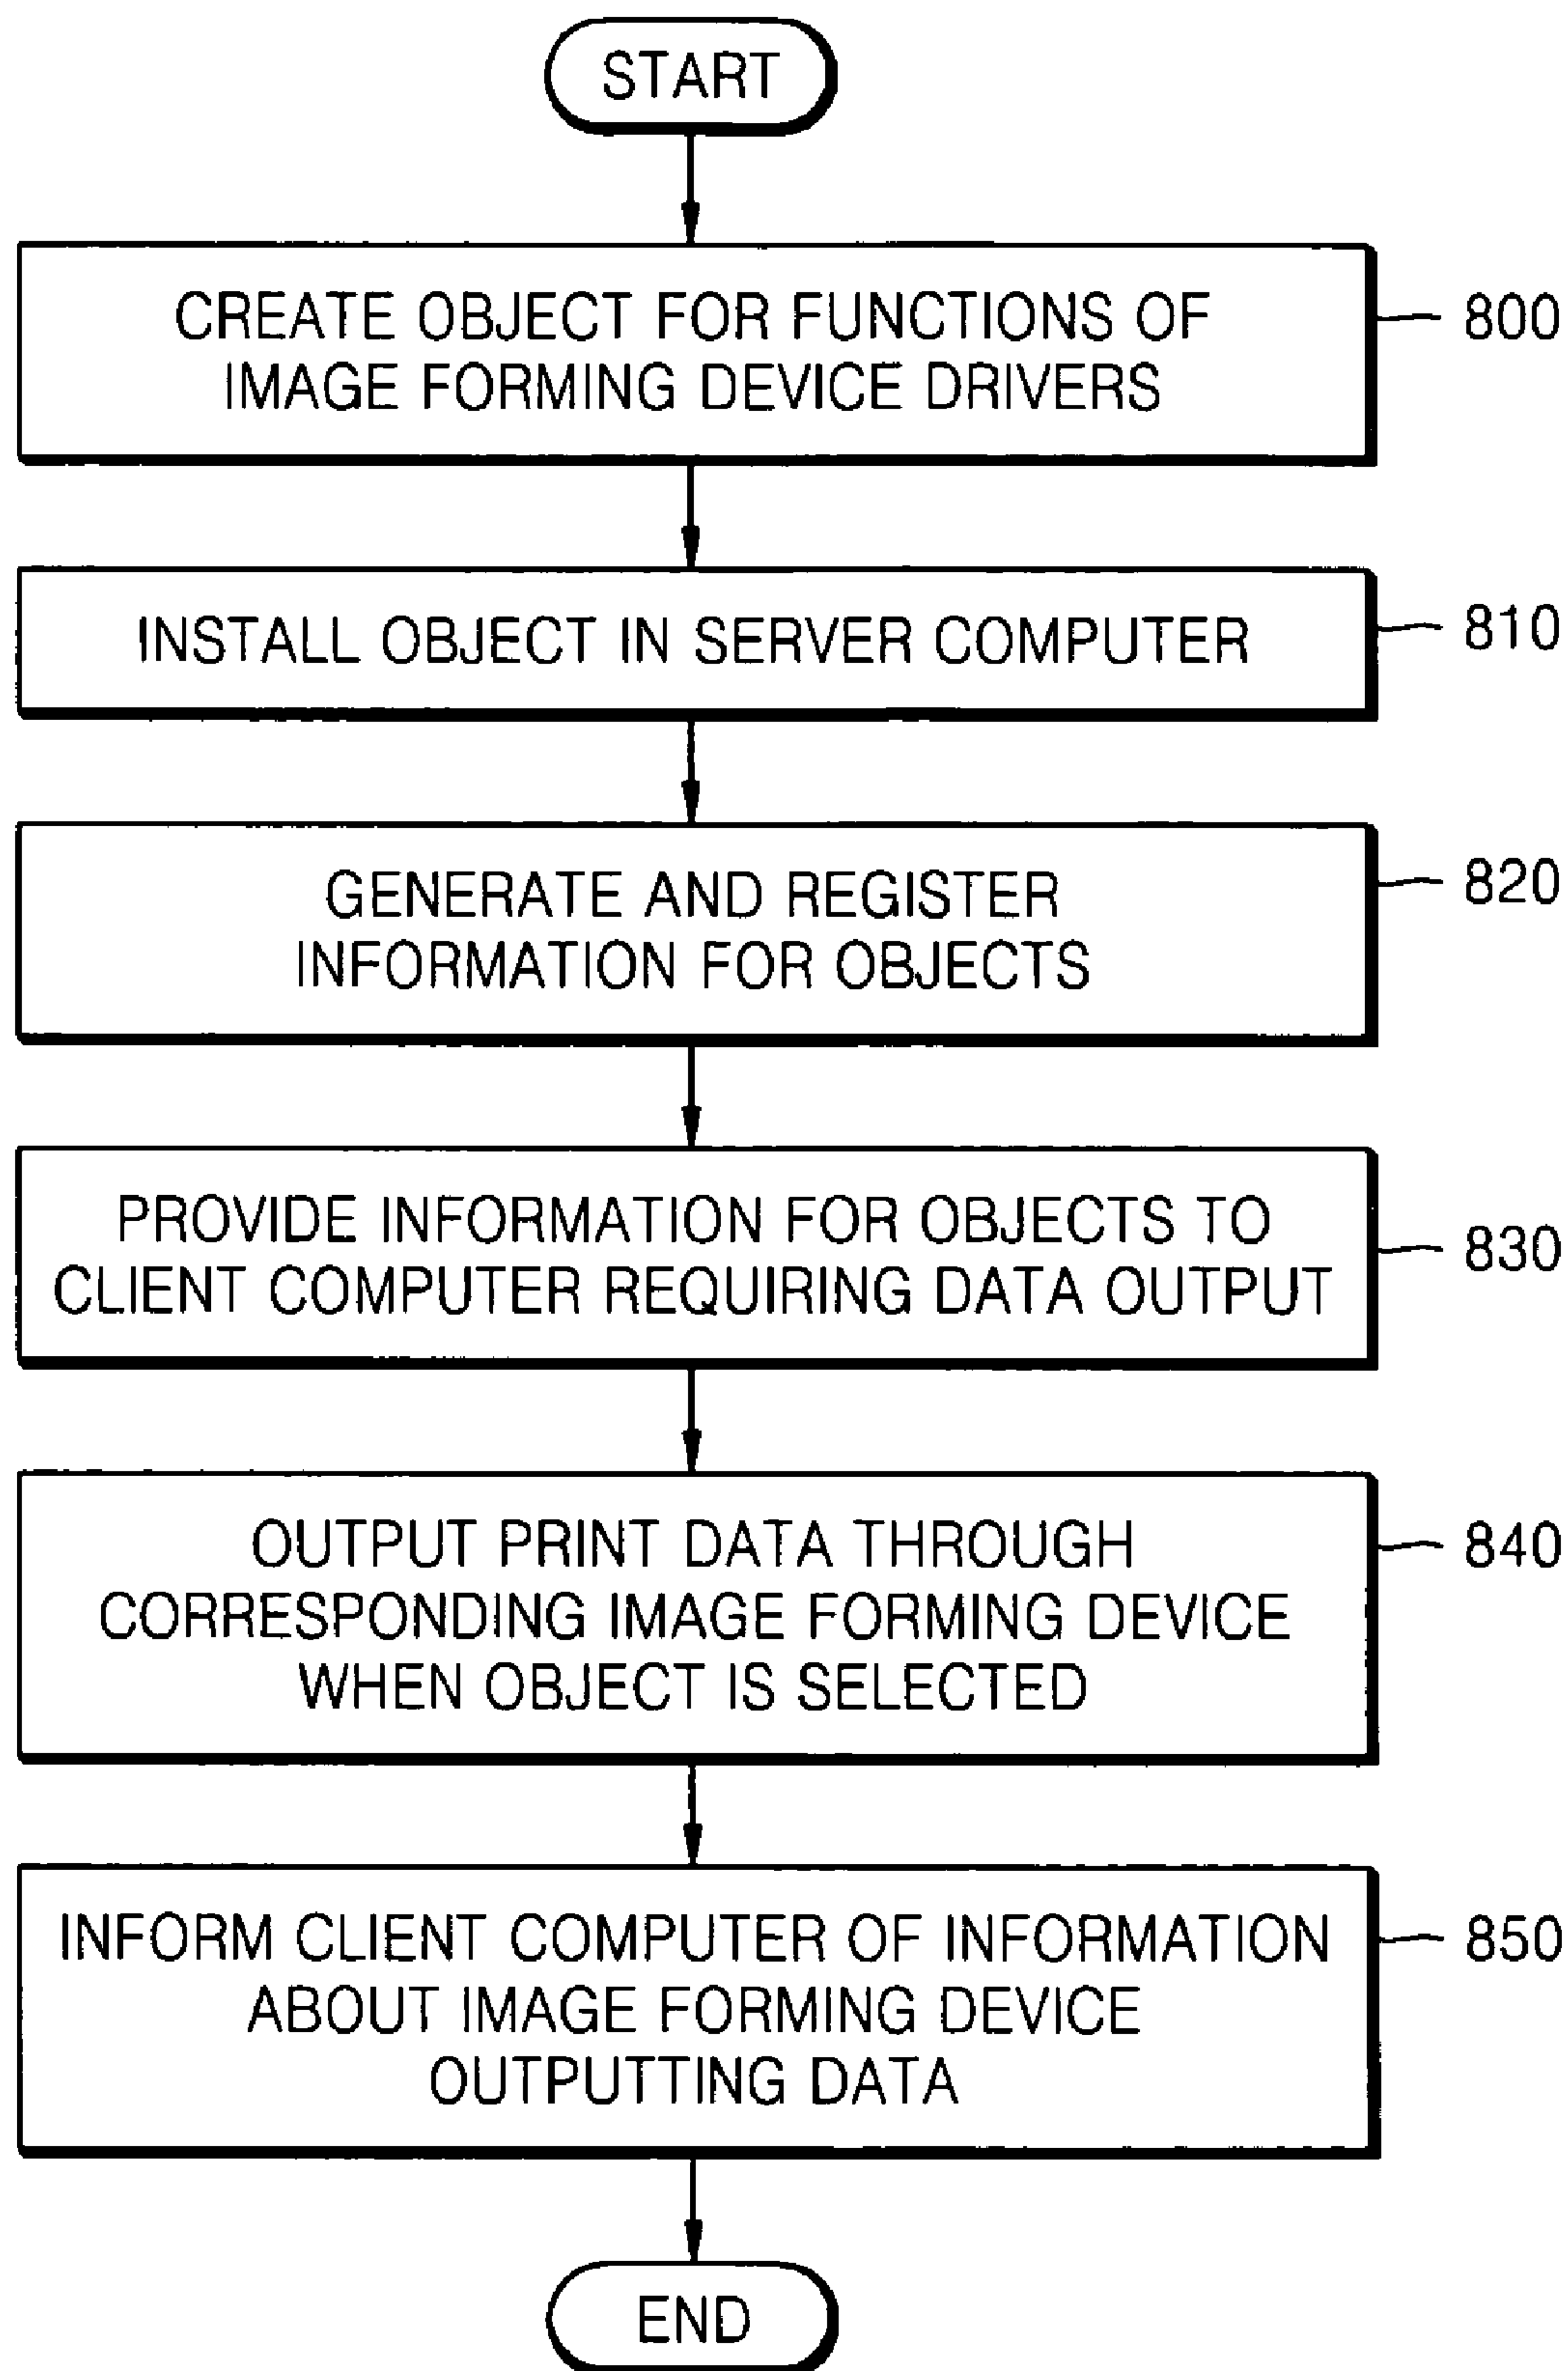 START
CREATE OBJECT FOR FUNCTIONS OF
IMAGE FORMING DEVICE DRIVERS
800
INSTALL OBJECT IN SERVER COMPUTER
810
GENERATE AND REGISTER
INFORMATION FOR OBJECTS
820
PROVIDE INFORMATION FOR OBJECTS TO
CLIENT COMPUTER REQUIRING DATA OUTPUT
830
OUTPUT PRINT DATA THROUGH
CORRESPONDING IMAGE FORMING DEVICE
WHEN OBJECT IS SELECTED
840
INFORM CLIENT COMPUTER OF INFORMATION
ABOUT IMAGE FORMING DEVICE
OUTPUTTING DATA
850
END